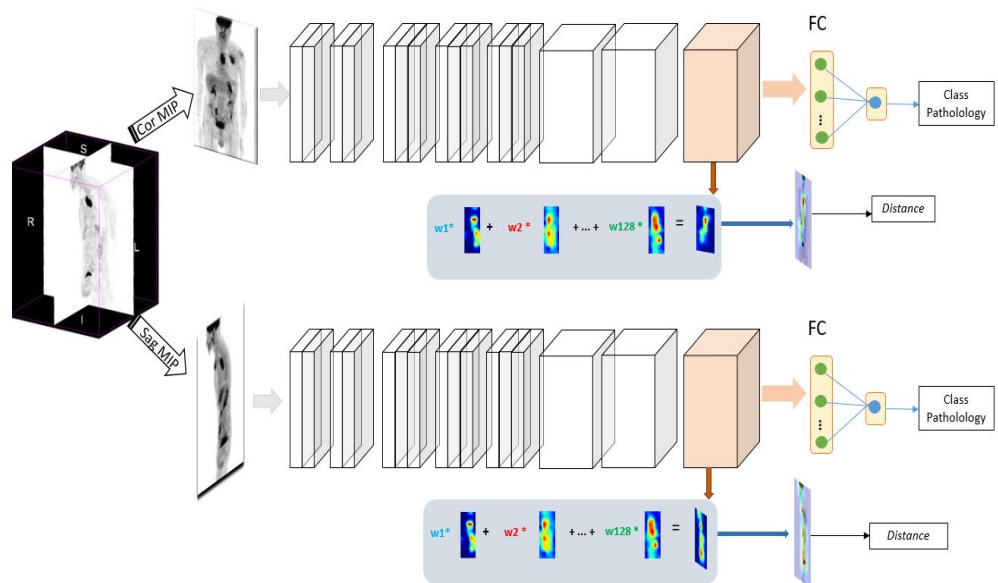 FC
Cor MIP
Class
Patholology
S
R
L
I
w1* + w2 * + ... + w128 * =
Distance
Sag MIP
FC
Class
Patholology
w1* + w2 * + ... + w128 * =
Distance